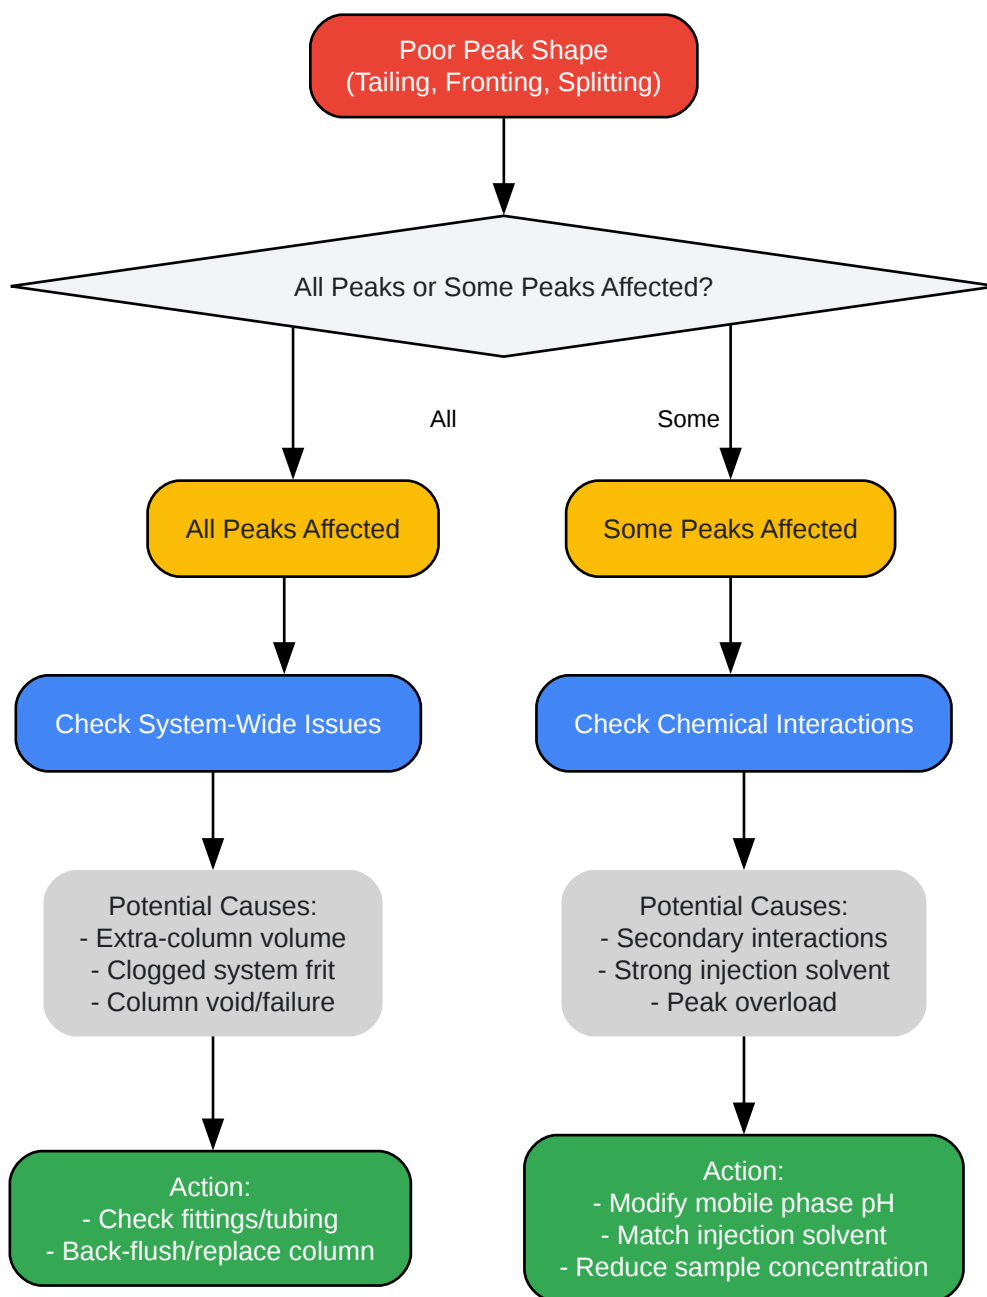 Poor Peak Shape
(Tailing, Fronting, Splitting)
All Peaks or Some Peaks Affected?
All
Some
All Peaks Affected
Some Peaks Affected
Check System-Wide Issues
Check Chemical Interactions
Potential Causes:
- Extra-column volume
- Clogged system frit
- Column void/failure
Potential Causes:
- Secondary interactions
- Strong injection solvent
- Peak overload
Action:
- Check fittings/tubing
- Back-flush/replace column
Action:
- Modify mobile phase pH
- Match injection solvent
- Reduce sample concentration